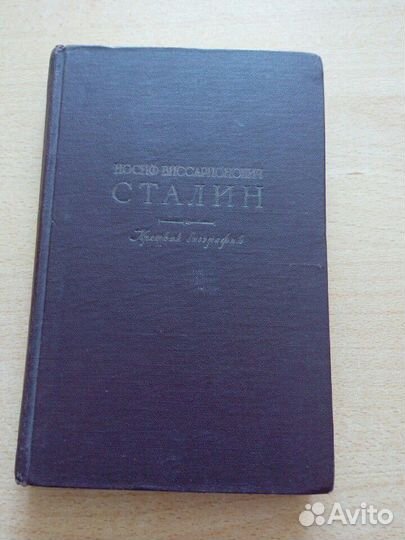 ИОСИФ ВИССАРИОНОВИЧ
СТАЛИН
Краткая биография
Avito